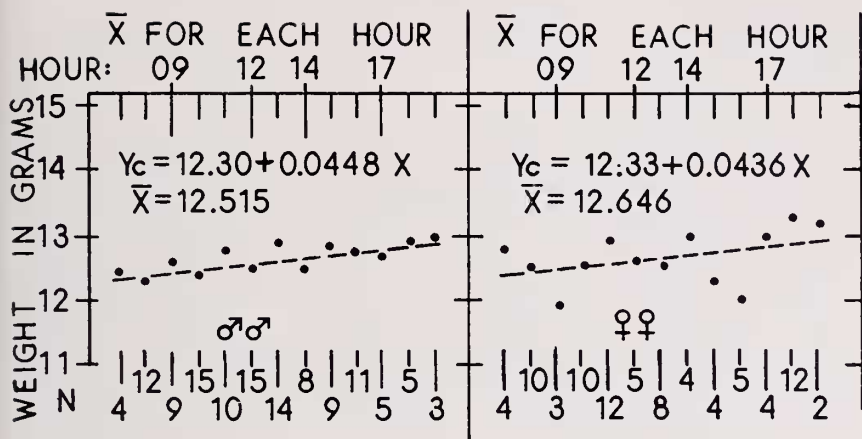 X̄ FOR EACH HOUR
HOUR: 09 12 14 17
X̄ FOR EACH HOUR
09 12 14 17
WEIGHT IN GRAMS
15
14
13
12
11
Yc = 12.30+0.0448 X
X̄ = 12.515
♂♂
Yc = 12:33+0.0436 X
X̄ = 12.646
♀♀
N
12 15 15 8 11 5
4 9 10 14 9 5 3
10 10 5 4 5 12
4 3 12 8 4 4 2